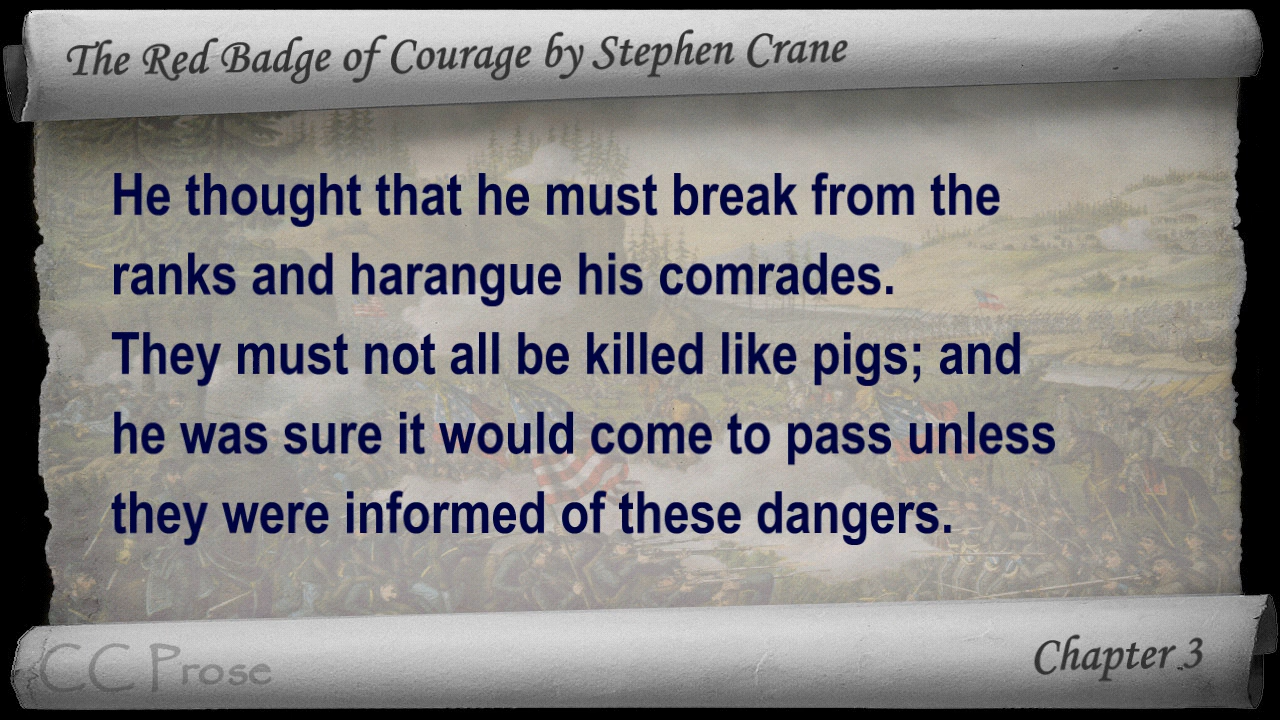 The Red Badge of Courage by Stephen Crane
He thought that he must break from the
ranks and harangue his comrades.
They must not all be killed like pigs; and
he was sure it would come to pass unless
they were informed of these dangers.
CC Prose
Chapter 3